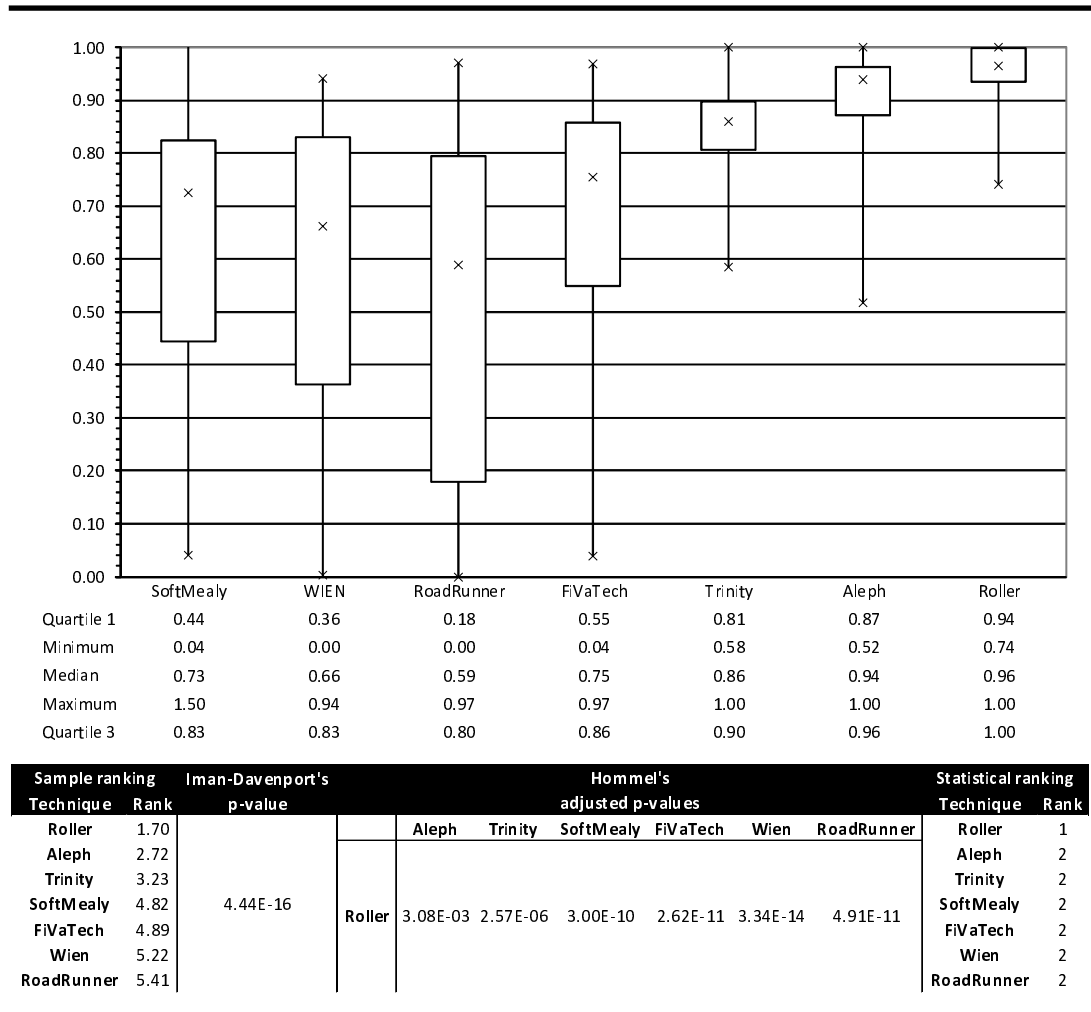 1.00
0.90
0.80
0.70
0.60
0.50
0.40
0.30
0.20
0.10
0.00
SoftMealy WIEN RoadRunner FiVaTech Trinity Aleph Roller
Quartile 1 0.44 0.36 0.18 0.55 0.81 0.87 0.94
Minimum 0.04 0.00 0.00 0.04 0.58 0.52 0.74
Median 0.73 0.66 0.59 0.75 0.86 0.94 0.96
Maximum 1.50 0.94 0.97 0.97 1.00 1.00 1.00
Quartile 3 0.83 0.83 0.80 0.86 0.90 0.96 1.00
Sample ranking Iman-Davenport's Hommel's Statistical ranking
Technique Rank p-value adjusted p-values Technique Rank
Roller 1.70 Aleph Trinity SoftMealy FiVaTech Wien RoadRunner Roller 1
Aleph 2.72 Aleph 2
Trinity 3.23 Trinity 2
SoftMealy 4.82 4.44E-16 Roller 3.08E-03 2.57E-06 3.00E-10 2.62E-11 3.34E-14 4.91E-11 SoftMealy 2
FiVaTech 4.89 FiVaTech 2
Wien 5.22 Wien 2
RoadRunner 5.41 RoadRunner 2